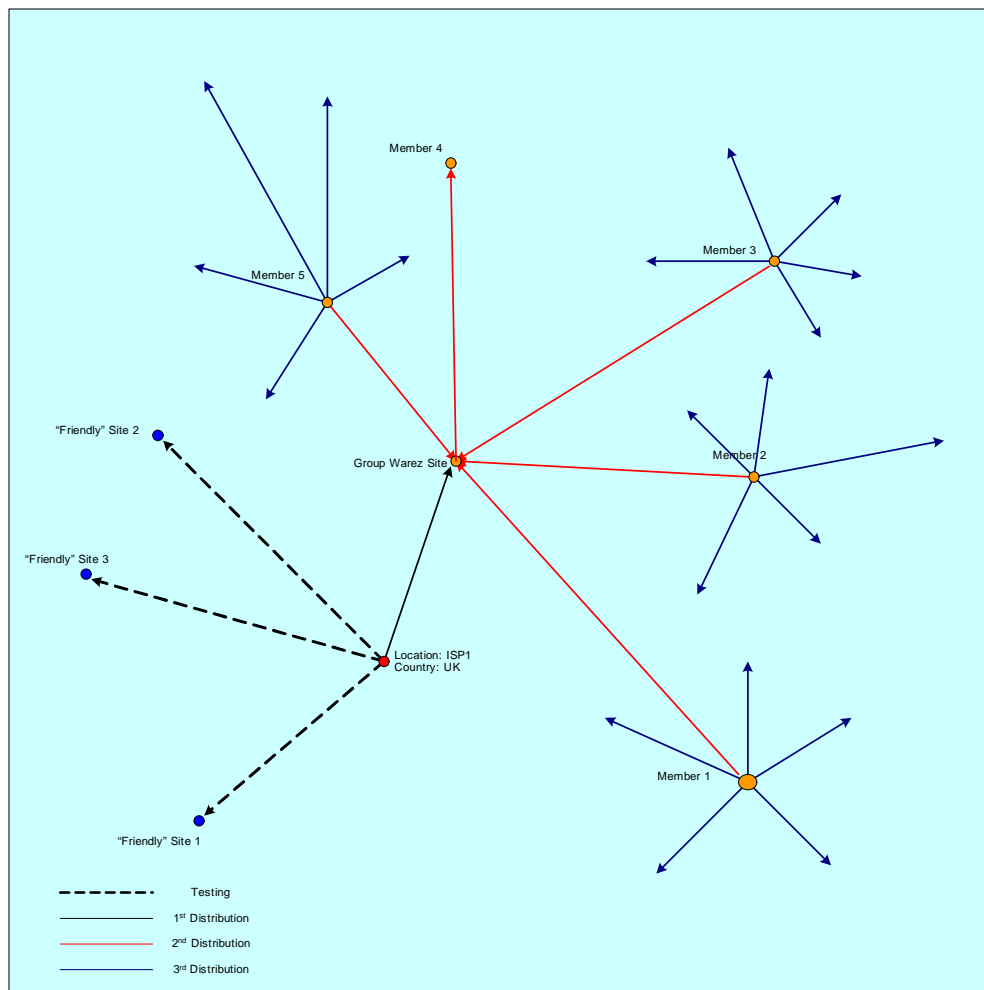 Member 4
Member 3
Member 5
“Friendly” Site 2
Group Warez Site
Member 2
“Friendly” Site 3
Location: ISP1
Country: UK
Member 1
“Friendly” Site 1
Testing
1st Distribution
2nd Distribution
3rd Distribution